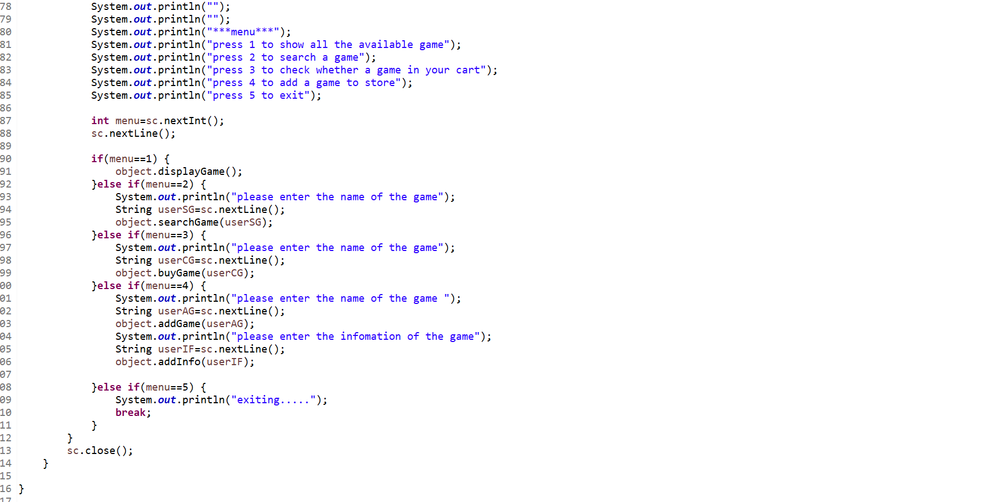 78 System.out.println("");
79 System.out.println("");
80 System.out.println("***menu***");
81 System.out.println("press 1 to show all the available game");
82 System.out.println("press 2 to search a game");
83 System.out.println("press 3 to check whether a game in your cart");
84 System.out.println("press 4 to add a game to store");
85 System.out.println("press 5 to exit");
86
87 int menu=sc.nextInt();
88 sc.nextLine();
89
90 if(menu==1) {
91 object.displayGame();
92 }else if(menu==2) {
93 System.out.println("please enter the name of the game");
94 String userSG=sc.nextLine();
95 object.searchGame(userSG);
96 }else if(menu==3) {
97 System.out.println("please enter the name of the game");
98 String userCG=sc.nextLine();
99 object.buyGame(userCG);
00 }else if(menu==4) {
01 System.out.println("please enter the name of the game ");
02 String userAG=sc.nextLine();
03 object.addGame(userAG);
04 System.out.println("please enter the infomation of the game");
05 String userIF=sc.nextLine();
06 object.addInfo(userIF);
07
08 }else if(menu==5) {
09 System.out.println("exiting.....");
10 break;
11 }
12 }
13 sc.close();
14 }
15
16 }
17